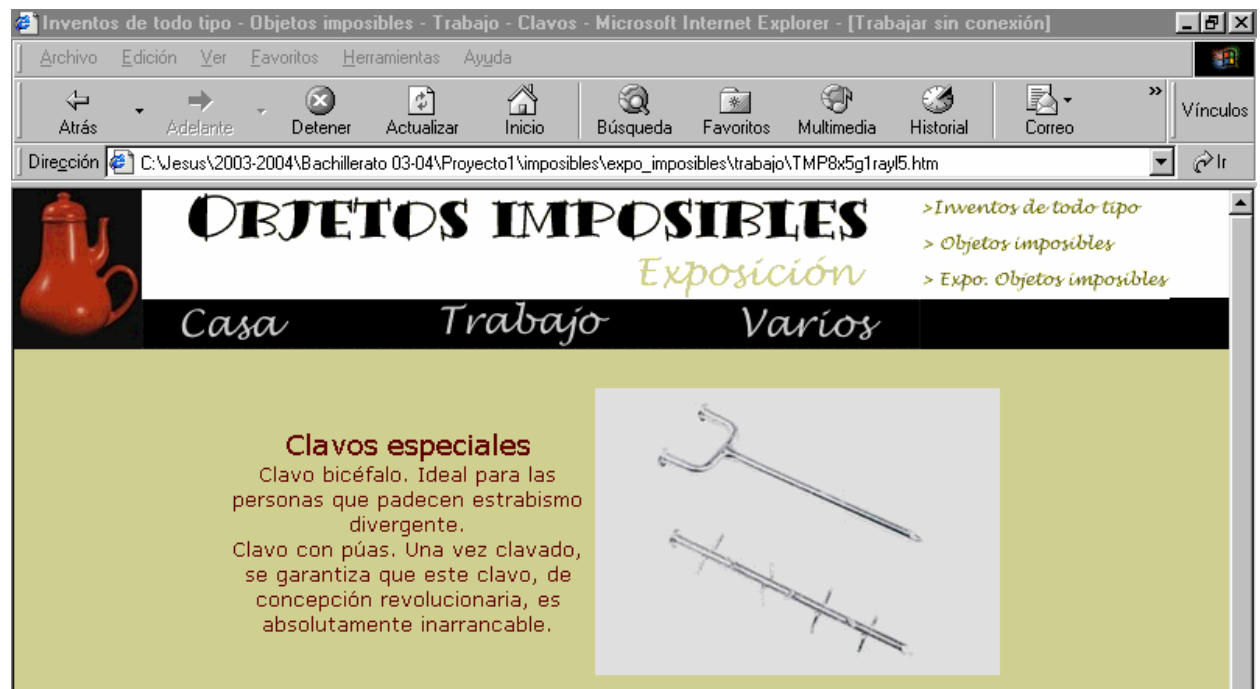 Inventos de todo tipo - Objetos imposibles - Trabajo - Clavos - Microsoft Internet Explorer - [Trabajar sin conexión]
Archivo Edición Ver Favoritos Herramientas Ayuda
Atrás Adelante Detener Actualizar Inicio Búsqueda Favoritos Multimedia Historial Correo » Vínculos
Dirección C:\Jesus\2003-2004\Bachillerato 03-04\Proyecto1\imposibles\expo_imposibles\trabajo\TMP8x5g1rayl5.htm Ir
OBJETOS IMPOSIBLES
Exposición
>Inventos de todo tipo
> Objetos imposibles
> Expo. Objetos imposibles
Casa Trabajo Varios
Clavos especiales
Clavo bicéfalo. Ideal para las
personas que padecen estrabismo
divergente.
Clavo con púas. Una vez clavado,
se garantiza que este clavo, de
concepción revolucionaria, es
absolutamente inarrancable.